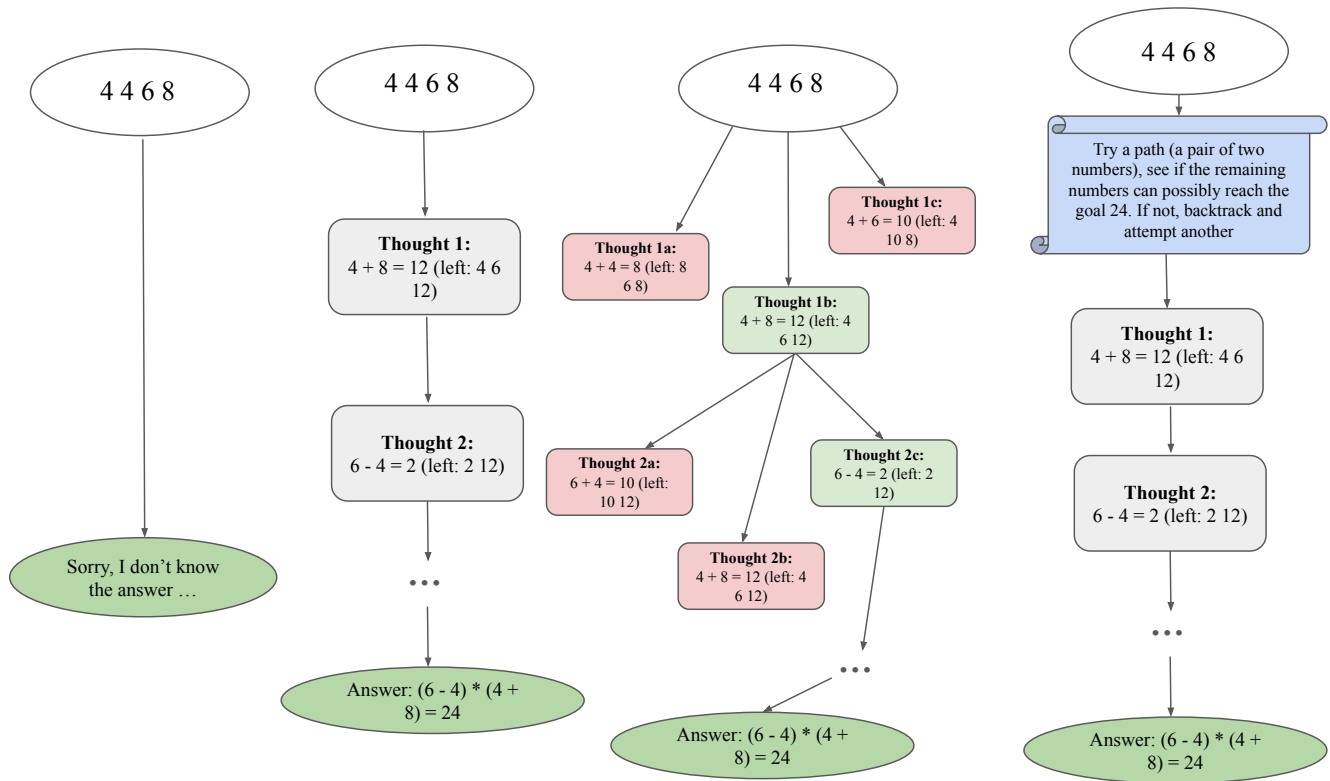 4 4 6 8
Sorry, I don't know
the answer …
4 4 6 8
Thought 1:
4 + 8 = 12 (left: 4 6
12)
Thought 2:
6 - 4 = 2 (left: 2 12)
...
Answer: (6 - 4) * (4 +
8) = 24
4 4 6 8
Thought 1a:
4 + 4 = 8 (left: 8
6 8)
Thought 1b:
4 + 8 = 12 (left: 4
6 12)
Thought 1c:
4 + 6 = 10 (left: 4
10 8)
Thought 2a:
6 + 4 = 10 (left:
10 12)
Thought 2b:
4 + 8 = 12 (left: 4
6 12)
Thought 2c:
6 - 4 = 2 (left: 2
12)
...
Answer: (6 - 4) * (4 +
8) = 24
4 4 6 8
Try a path (a pair of two
numbers), see if the remaining
numbers can possibly reach the
goal 24. If not, backtrack and
attempt another
Thought 1:
4 + 8 = 12 (left: 4 6
12)
Thought 2:
6 - 4 = 2 (left: 2 12)
...
Answer: (6 - 4) * (4 +
8) = 24